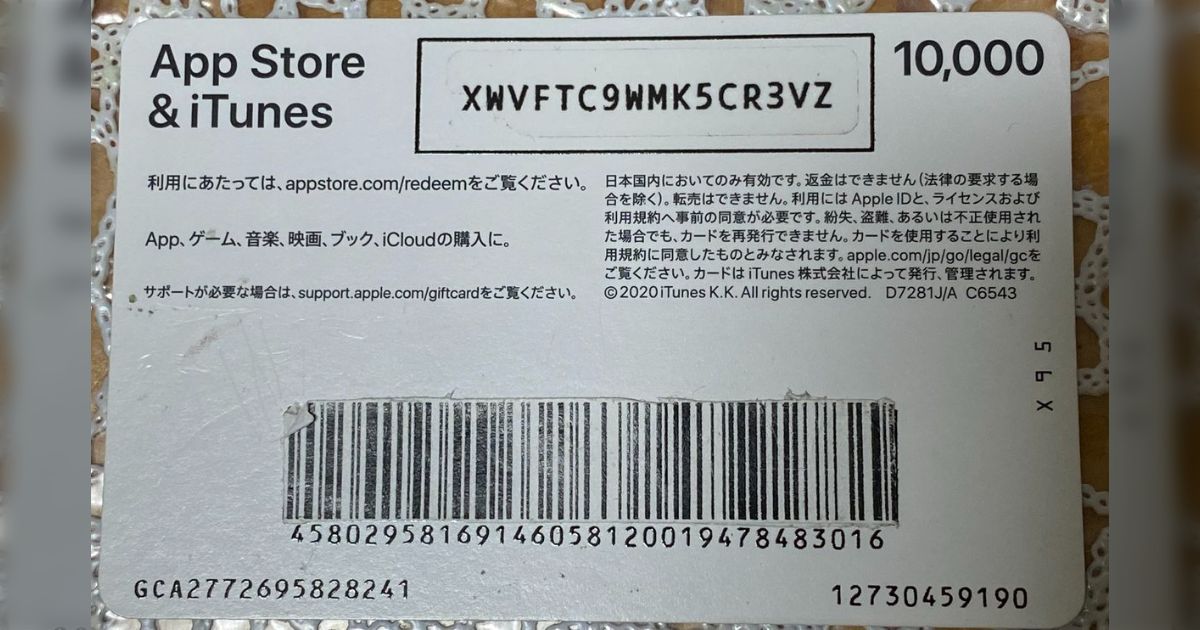 App Store
& iTunes
XWVFTC9WMK5CR3VZ
10,000
利用にあたっては、appstore.com/redeemをご覧ください。
App、ゲーム、音楽、映画、ブック、iCloudの購入に。
サポートが必要な場合は、support.apple.com/giftcardをご覧ください。
日本国内においてのみ有効です。返金はできません(法律の要求する場
合を除く)。転売はできません。利用には Apple IDと、ライセンスおよび
利用規約へ事前の同意が必要です。紛失、盗難、あるいは不正使用され
た場合でも、カードを再発行できません。カードを使用することにより利
用規約に同意したものとみなされます。apple.com/jp/go/legal/gcを
ご覧ください。カードは iTunes 株式会社によって発行、管理されます。
© 2020 iTunes K.K. All rights reserved. D7281J/A C6543
X 9 5
458029581691460581200194784830​16
GCA2772695828241
12730459190